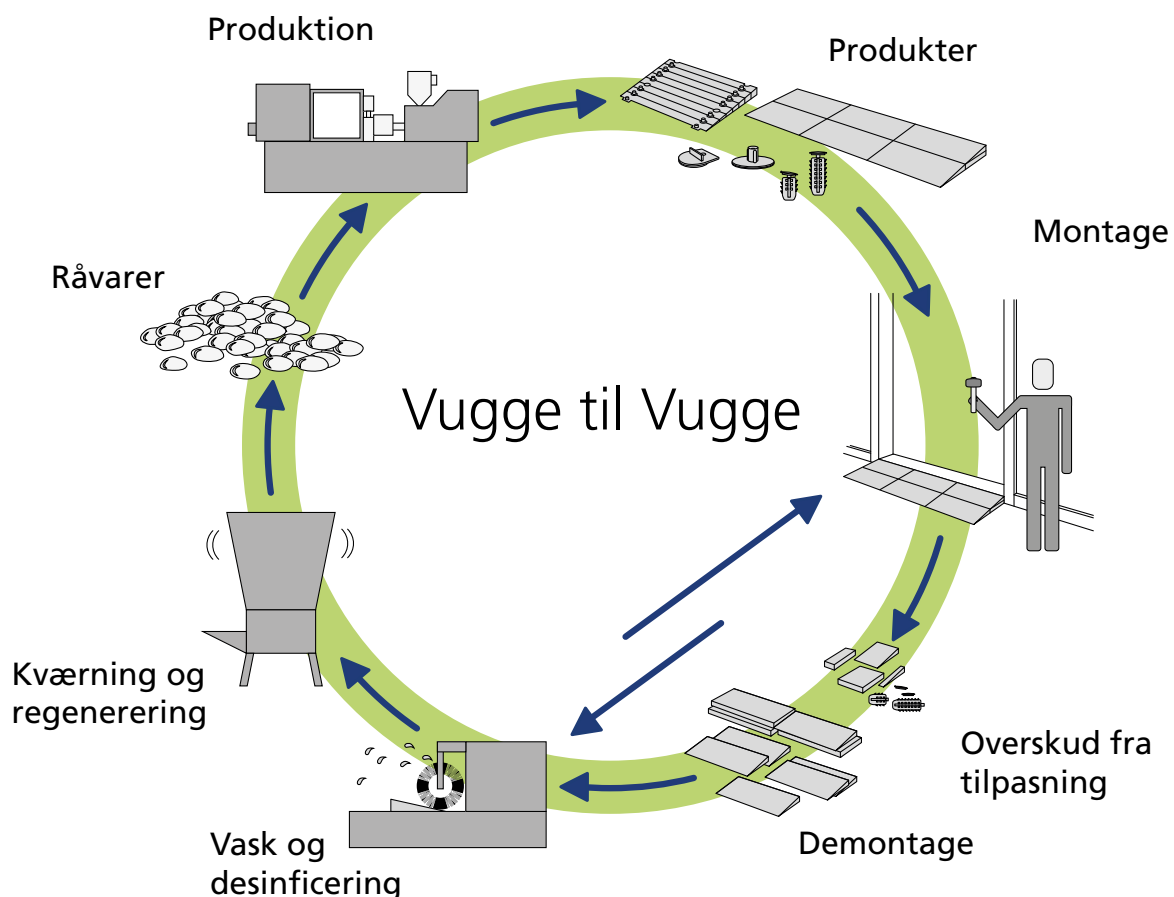 Produktion
Produkter
Montage
Råvarer
Vugge til Vugge
Kværning og
regenerering
Overskud fra
tilpasning
Demontage
Vask og
desinficering